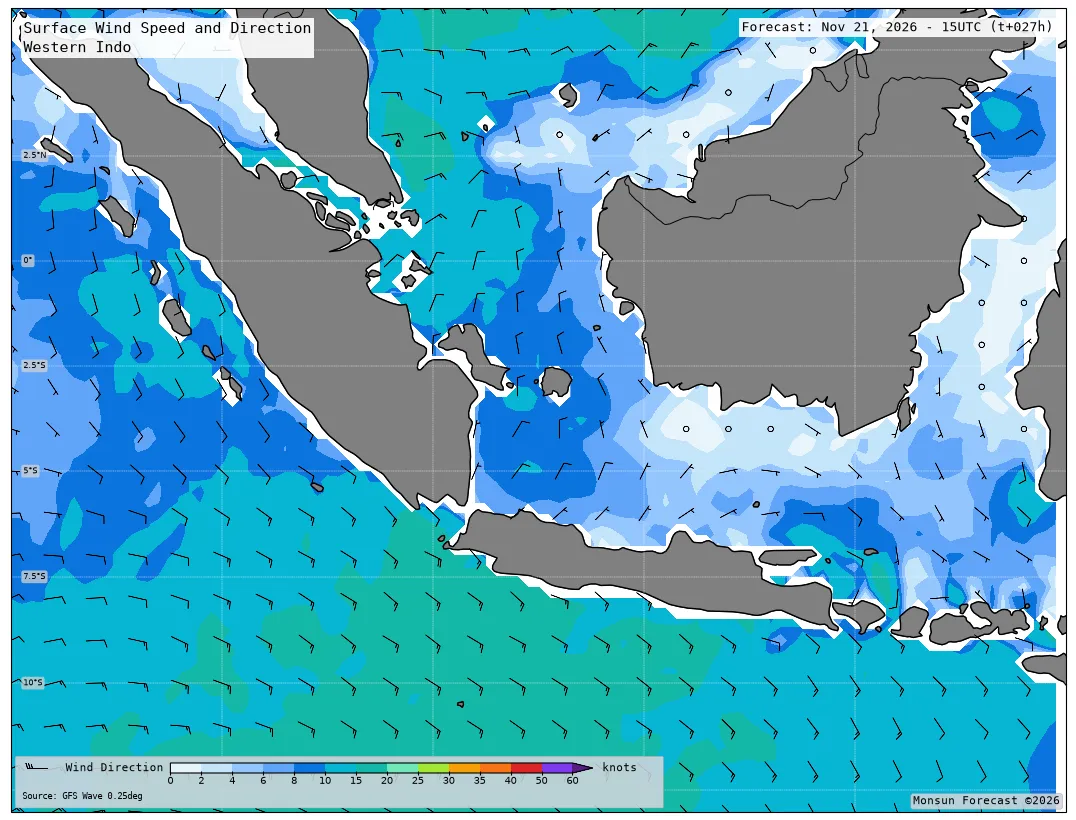 Surface Wind Speed and Direction
Western Indo
Forecast: Nov 21, 2026 - 15UTC (t+027h)
2.5°N
0°
2.5°S
5°S
7.5°S
10°S
Wind Direction
0 2 4 6 8 10 15 20 25 30 35 40 50 60
knots
Source: GFS Wave 0.25deg
Monsun Forecast ©2026